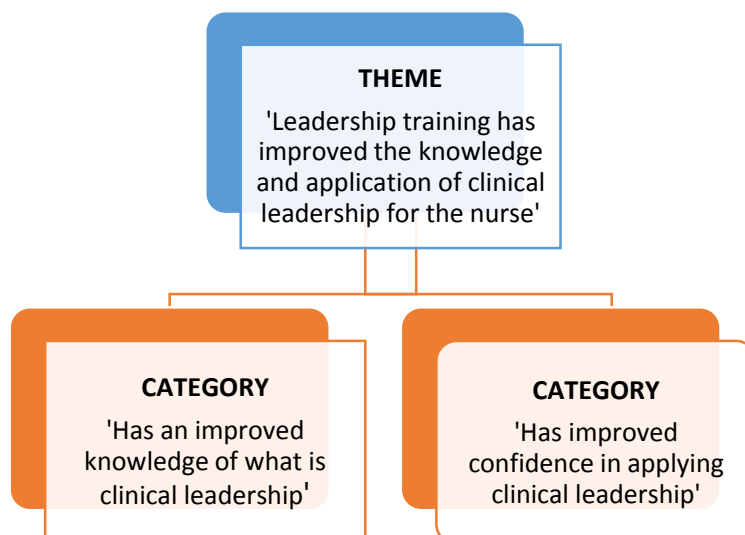 THEME
'Leadership training has
improved the knowledge
and application of clinical
leadership for the nurse'
CATEGORY
'Has an improved
knowledge of what is
clinical leadership'
CATEGORY
'Has improved
confidence in applying
clinical leadership'